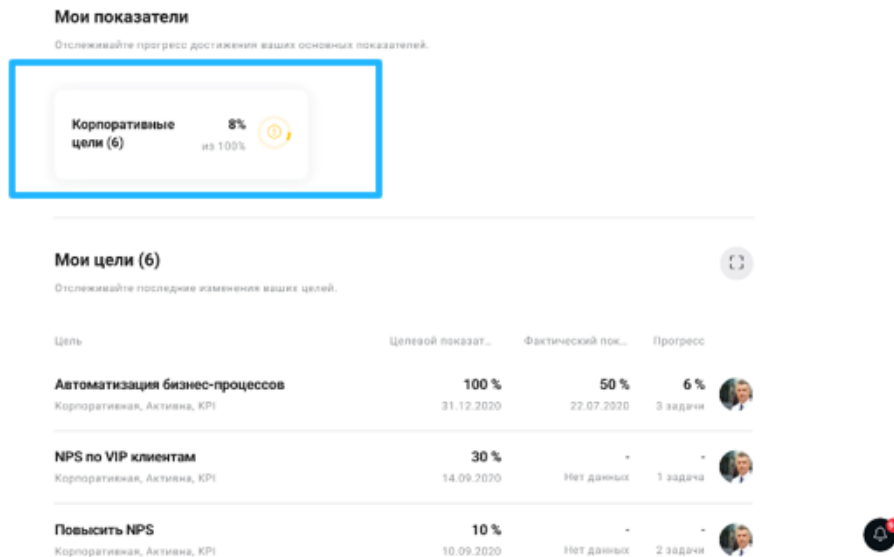 Мои показатели
Отслеживайте прогресс достижения ваших основных показателей.
Корпоративные 8%
цели (6) из 100%
Мои цели (6)
Отслеживайте последние изменения ваших целей.
Цель Целевой показат... Фактический пок... Прогресс
Автоматизация бизнес-процессов 100 % 50 % 6 %
Корпоративная, Активна, KPI 31.12.2020 22.07.2020 3 задачи
NPS по VIP клиентам 30 % - -
Корпоративная, Активна, KPI 14.09.2020 Нет данных 1 задача
Повысить NPS 10 % - -
Корпоративная, Активна, KPI 10.09.2020 Нет данных 2 задачи